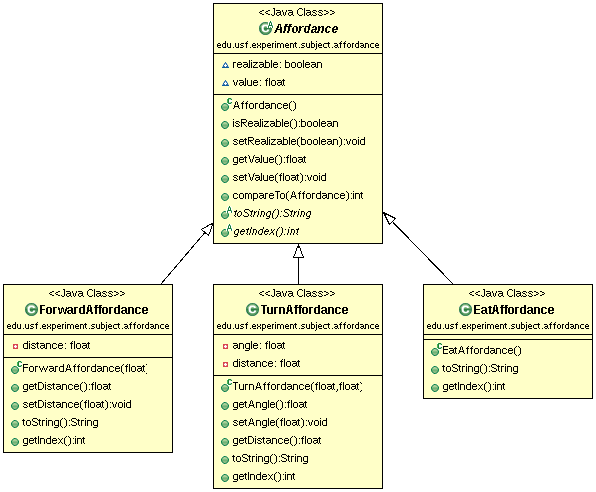 <<Java Class>>
Affordance
edu.usf.experiment.subject.affordance
realizable: boolean
value: float
Affordance()
isRealizable():boolean
setRealizable(boolean):void
getValue():float
setValue(float):void
compareTo(Affordance):int
toString():String
getIndex():int
<<Java Class>>
ForwardAffordance
edu.usf.experiment.subject.affordance
distance: float
ForwardAffordance(float)
getDistance():float
setDistance(float):void
toString():String
getIndex():int
<<Java Class>>
TurnAffordance
edu.usf.experiment.subject.affordance
angle: float
distance: float
TurnAffordance(float,float)
getAngle():float
setAngle(float):void
getDistance():float
toString():String
getIndex():int
<<Java Class>>
EatAffordance
edu.usf.experiment.subject.affordance
EatAffordance()
toString():String
getIndex():int